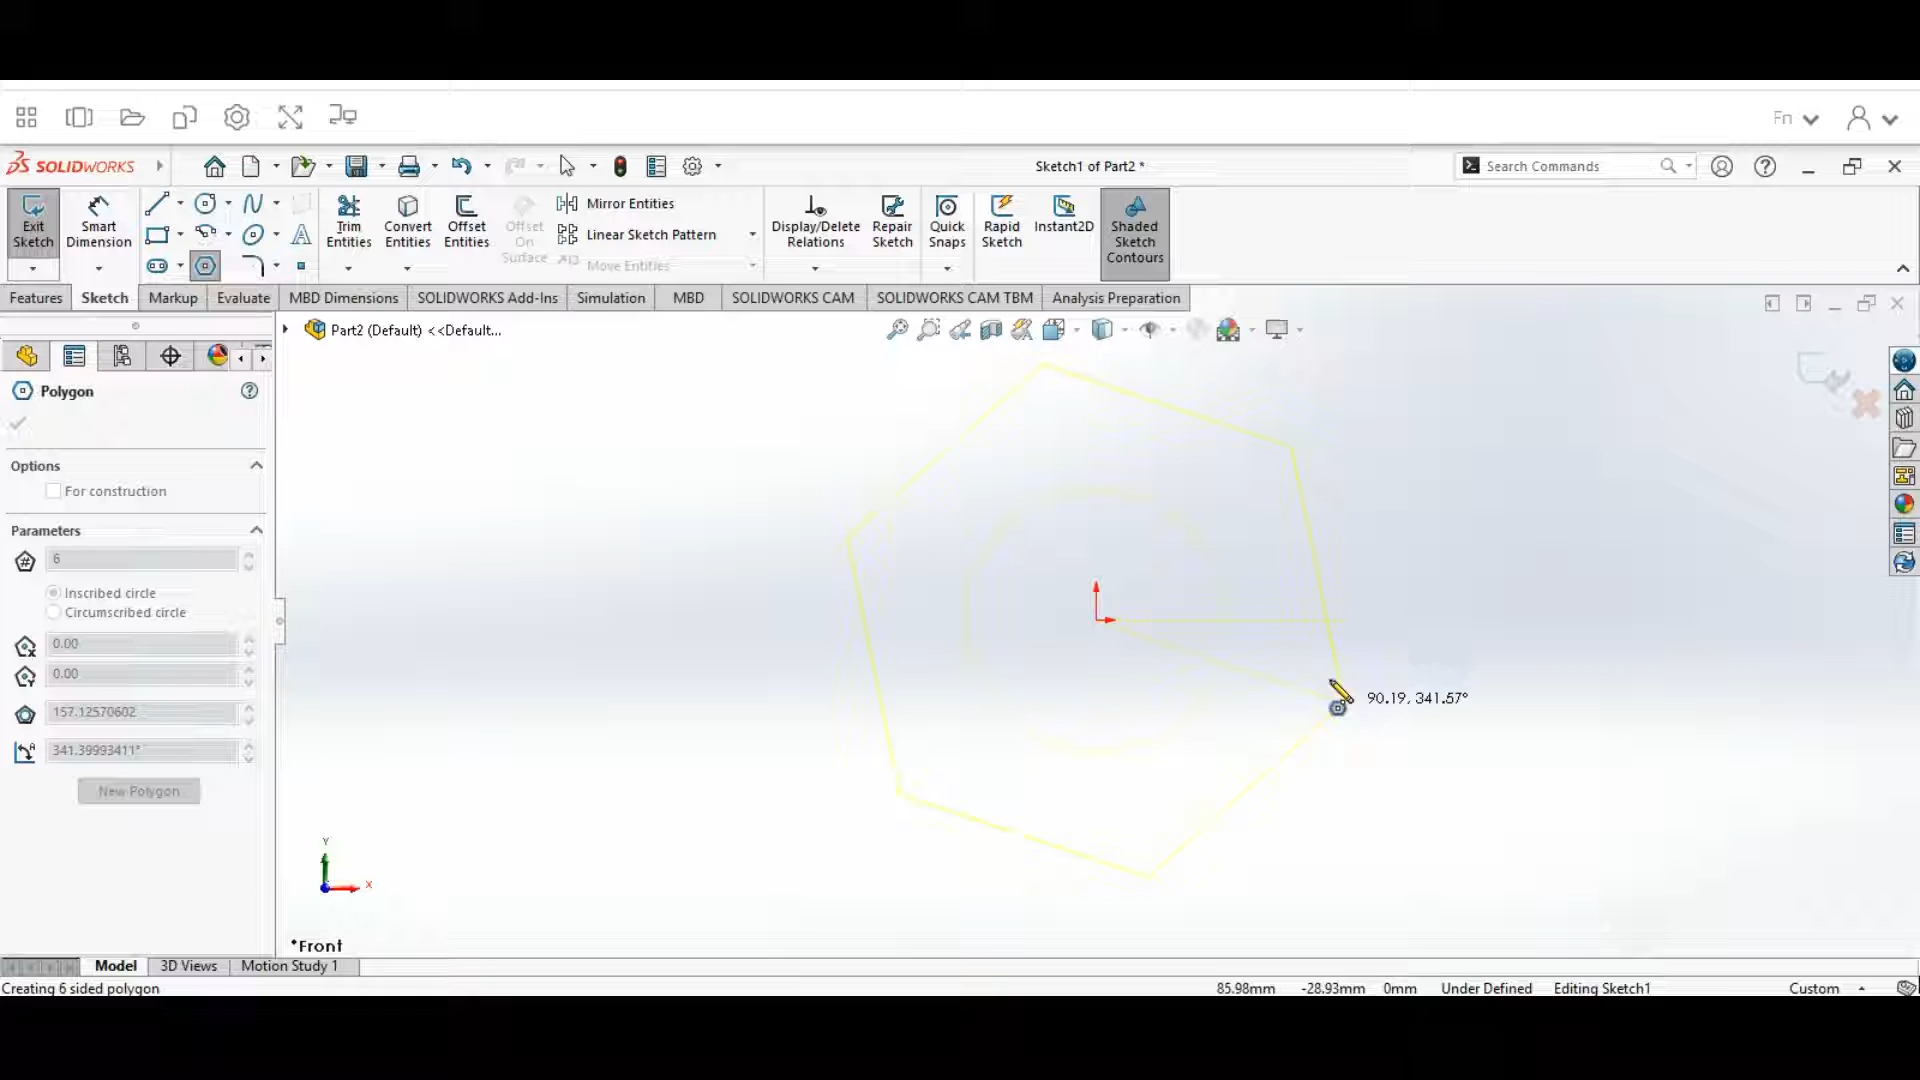 Fn
SOLIDWORKS
Sketch1 of Part2 *
Search Commands
Exit Sketch
Smart Dimension
Trim Entities
Convert Entities
Offset Entities
Offset On Surface
Mirror Entities
Linear Sketch Pattern
Move Entities
Display/Delete Relations
Repair Sketch
Quick Snaps
Rapid Sketch
Instant2D
Shaded Sketch Contours
Features
Sketch
Markup
Evaluate
MBD Dimensions
SOLIDWORKS Add-Ins
Simulation
MBD
SOLIDWORKS CAM
SOLIDWORKS CAM TBM
Analysis Preparation
Part2 (Default) <<Default...
Polygon
Options
For construction
Parameters
6
Inscribed circle
Circumscribed circle
0.00
0.00
157.12570602
341.39993411°
New Polygon
90.19, 341.57°
Y
X
*Front
Model
3D Views
Motion Study 1
Creating 6 sided polygon
85.98mm
-28.93mm
0mm
Under Defined
Editing Sketch1
Custom